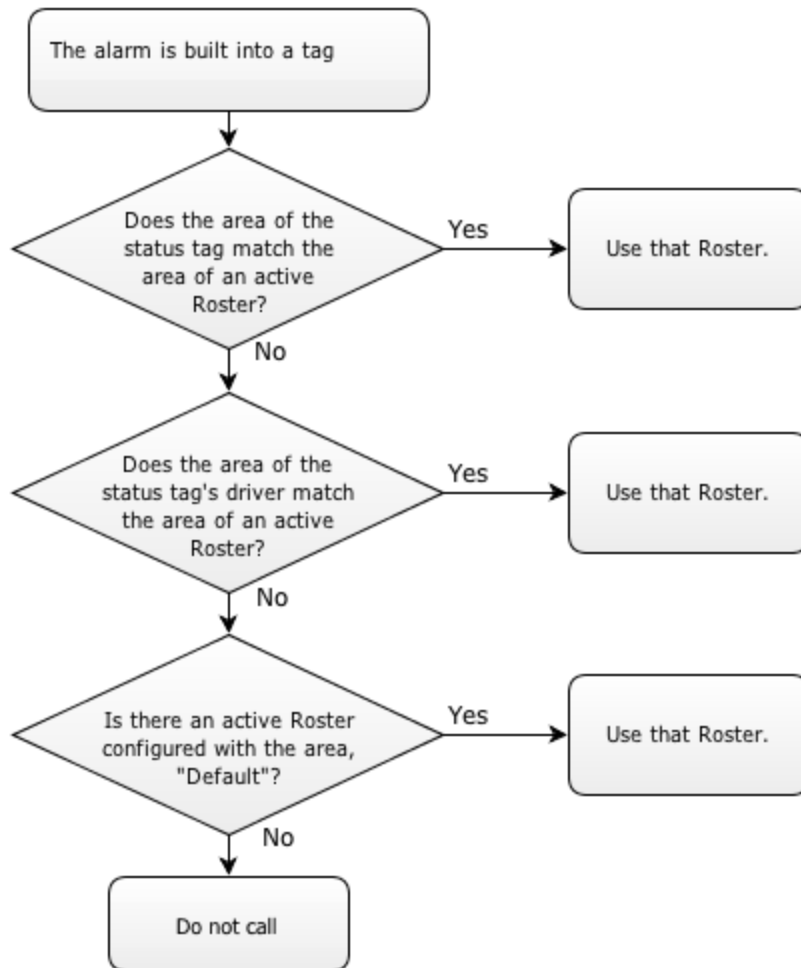 The alarm is built into a tag
Does the area of the
status tag match the
area of an active
Roster?
Yes
Use that Roster.
No
Does the area of the
status tag's driver match
the area of an active
Roster?
Yes
Use that Roster.
No
Is there an active Roster
configured with the area,
"Default"?
Yes
Use that Roster.
No
Do not call